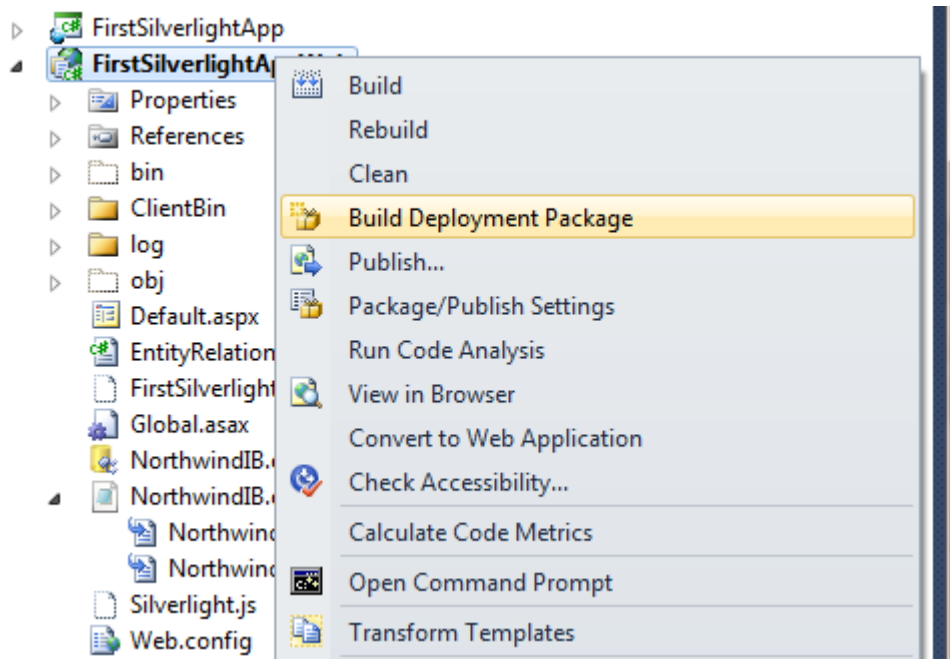 FirstSilverlightApp
FirstSilverlightA
Properties
References
bin
ClientBin
log
obj
Default.aspx
EntityRelation
FirstSilverlight
Global.asax
NorthwindIB.
NorthwindIB.
Northwind
Northwind
Silverlight.js
Web.config
Build
Rebuild
Clean
Build Deployment Package
Publish...
Package/Publish Settings
Run Code Analysis
View in Browser
Convert to Web Application
Check Accessibility...
Calculate Code Metrics
Open Command Prompt
Transform Templates